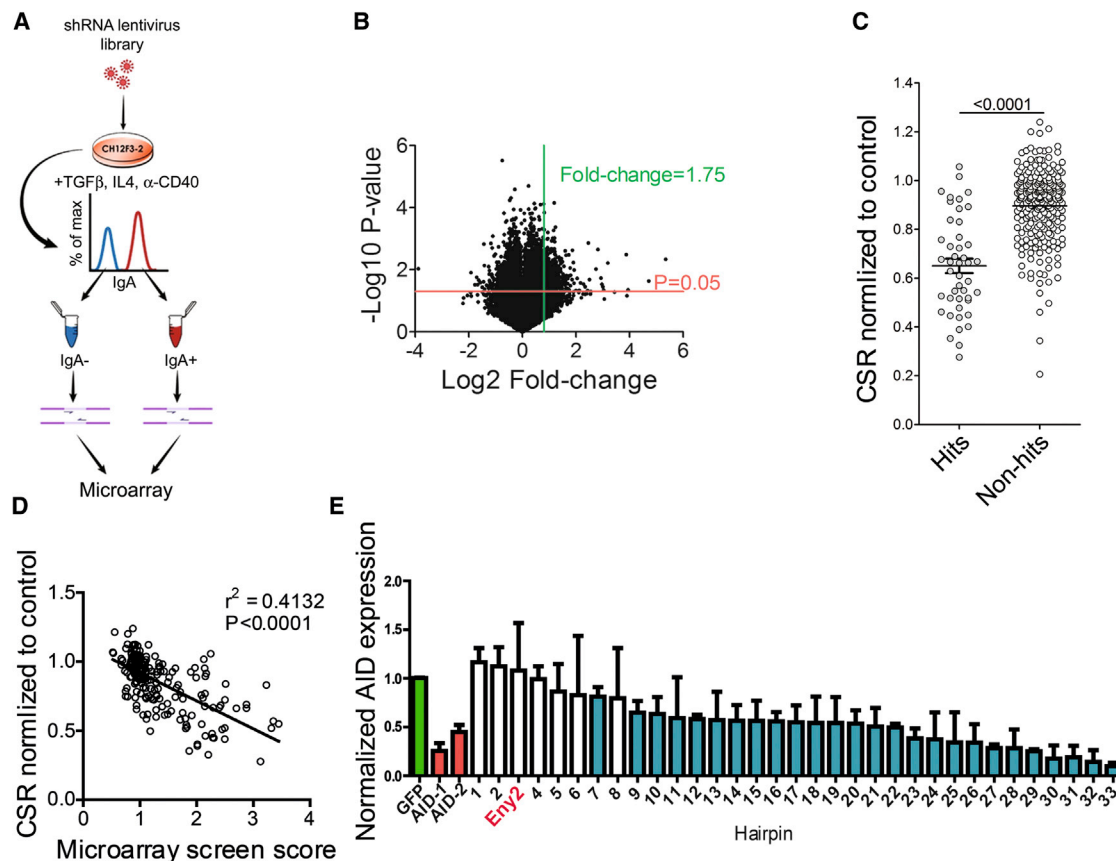 A
shRNA lentivirus
library
CH12F3-2
+TGFβ, IL4, α-CD40
% of max
IgA
IgA-
IgA+
Microarray
B
6
4
2
0
-Log10 P-value
Fold-change=1.75
P=0.05
-4 -2 0 2 4 6
Log2 Fold-change
C
1.4
1.2
1.0
0.8
0.6
0.4
0.2
0.0
CSR normlized to control
<0.0001
Hits
Non-hits
D
1.5
1.0
0.5
0.0
CSR normlized to control
r2 = 0.4132
P<0.0001
0 1 2 3 4
Microarray screen score
E
Normalized AID expression
2.0
1.5
1.0
0.5
0.0
GFP AID-1 AID-2 1 2 Eny2 4 5 6 7 8 9 10 11 12 13 14 15 16 17 18 19 20 21 22 23 24 25 26 27 28 29 30 31 32 33
Hairpin